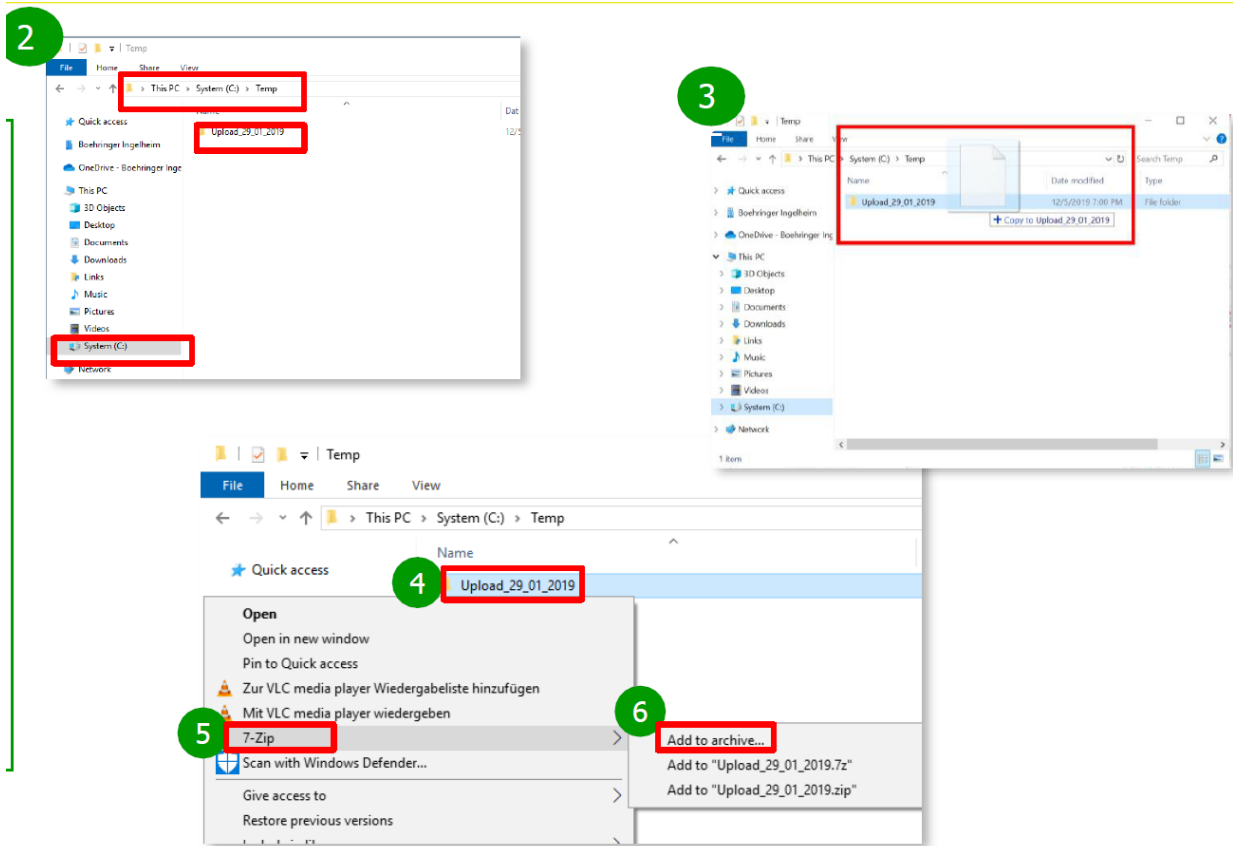 2
Temp
File Home Share View
This PC > System (C:) > Temp
Name
Dat
Quick access
Upload_29_01_2019
12/5
Boehringer Ingelheim
OneDrive - Boehringer Inge
This PC
3D Objects
Desktop
Documents
Downloads
Links
Music
Pictures
Videos
System (C:)
Network
3
Temp
File Home Share View
This PC > System (C:) > Temp
Search Temp
Name Date modified Type
Quick access
Upload_29_01_2019 12/5/2019 7:00 PM File folder
Boehringer Ingelheim
Copy to Upload_29_01_2019
OneDrive - Boehringer Ing
This PC
3D Objects
Desktop
Documents
Downloads
Links
Music
Pictures
Videos
System (C:)
Network
1 item
Temp
File Home Share View
This PC > System (C:) > Temp
Name
Quick access
4
Upload_29_01_2019
Open
Open in new window
Pin to Quick access
Zur VLC media player Wiedergabeliste hinzufügen
Mit VLC media player wiedergeben
5
7-Zip
6
Add to archive...
Scan with Windows Defender...
Add to "Upload_29_01_2019.7z"
Add to "Upload_29_01_2019.zip"
Give access to
Restore previous versions